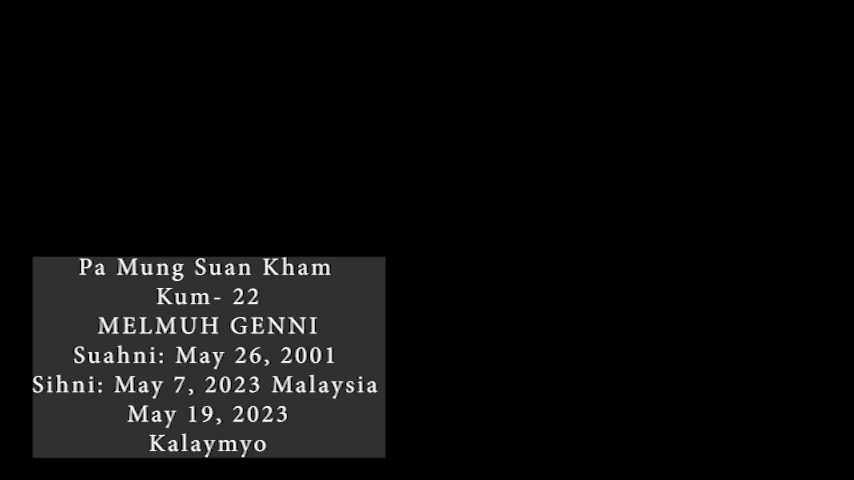 Pa Mung Suan Kham
Kum- 22
MELMUH GENNI
Suahni: May 26, 2001
Sihni: May 7, 2023 Malaysia
May 19, 2023
Kalaymyo